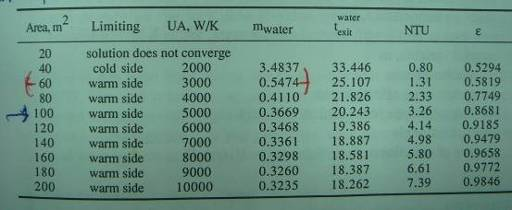 Area, m² Limiting UA, W/K mwater water texit NTU ε
20 solution does not converge
40 cold side 2000 3.4837 33.446 0.80 0.5294
60 warm side 3000 0.5474 25.107 1.31 0.5819
80 warm side 4000 0.4110 21.826 2.33 0.7749
100 warm side 5000 0.3669 20.243 3.26 0.8681
120 warm side 6000 0.3468 19.386 4.14 0.9185
140 warm side 7000 0.3361 18.887 4.98 0.9479
160 warm side 8000 0.3298 18.581 5.80 0.9658
180 warm side 9000 0.3260 18.387 6.61 0.9772
200 warm side 10000 0.3235 18.262 7.39 0.9846